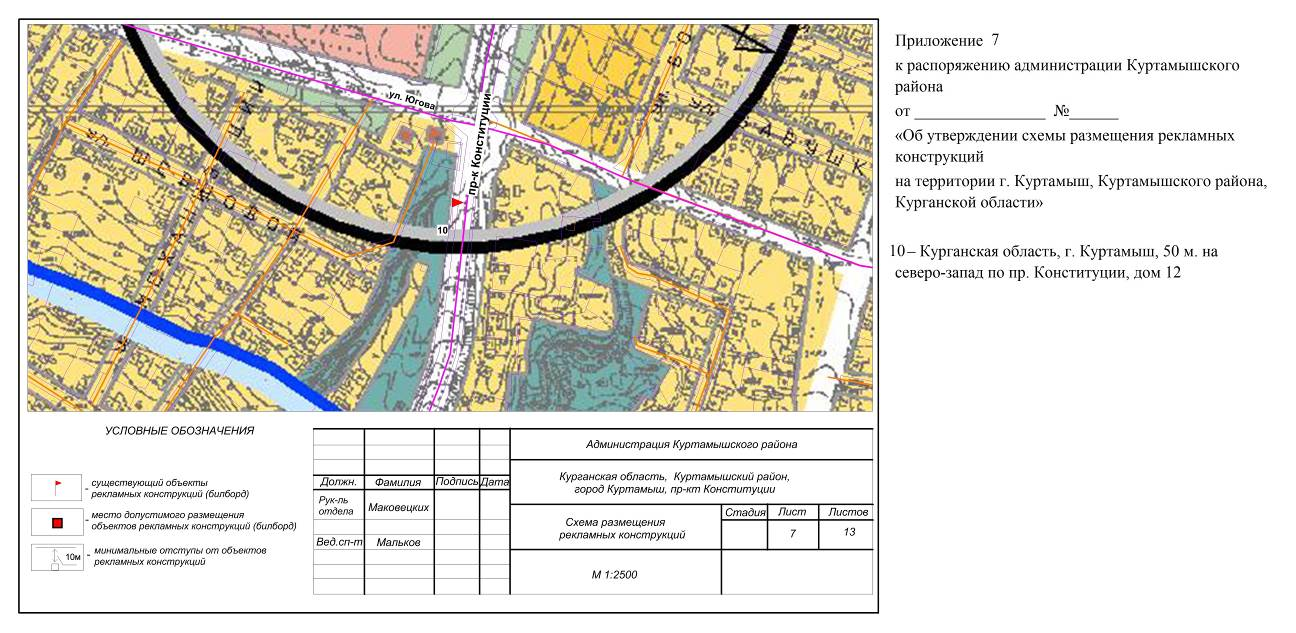 ул. Югова
пр-к Конституции
ШЕВЦОВОЙ
10
Приложение 7
к распоряжению администрации Куртамышского
района
от ________________ №______
«Об утверждении схемы размещения рекламных
конструкций
на территории г. Куртамыш, Куртамышского района,
Курганской области»
10– Курганская область, г. Куртамыш, 50 м. на
северо-запад по пр. Конституции, дом 12
УСЛОВНЫЕ ОБОЗНАЧЕНИЯ
- существующий объекты
рекламных конструкций (билборд)
- место допустимого размещения
объектов рекламных конструкций (билборд)
10м - минимальные отступы от объектов
рекламных конструкций
Должн. Фамилия Подпись Дата
Рук-ль
отдела Маковецких
Вед.сп-т Мальков
Администрация Куртамышского района
Курганская область, Куртамышский район,
город Куртамыш, пр-кт Конституции
Схема размещения
рекламных конструкций
Стадия Лист Листов
7 13
М 1:2500